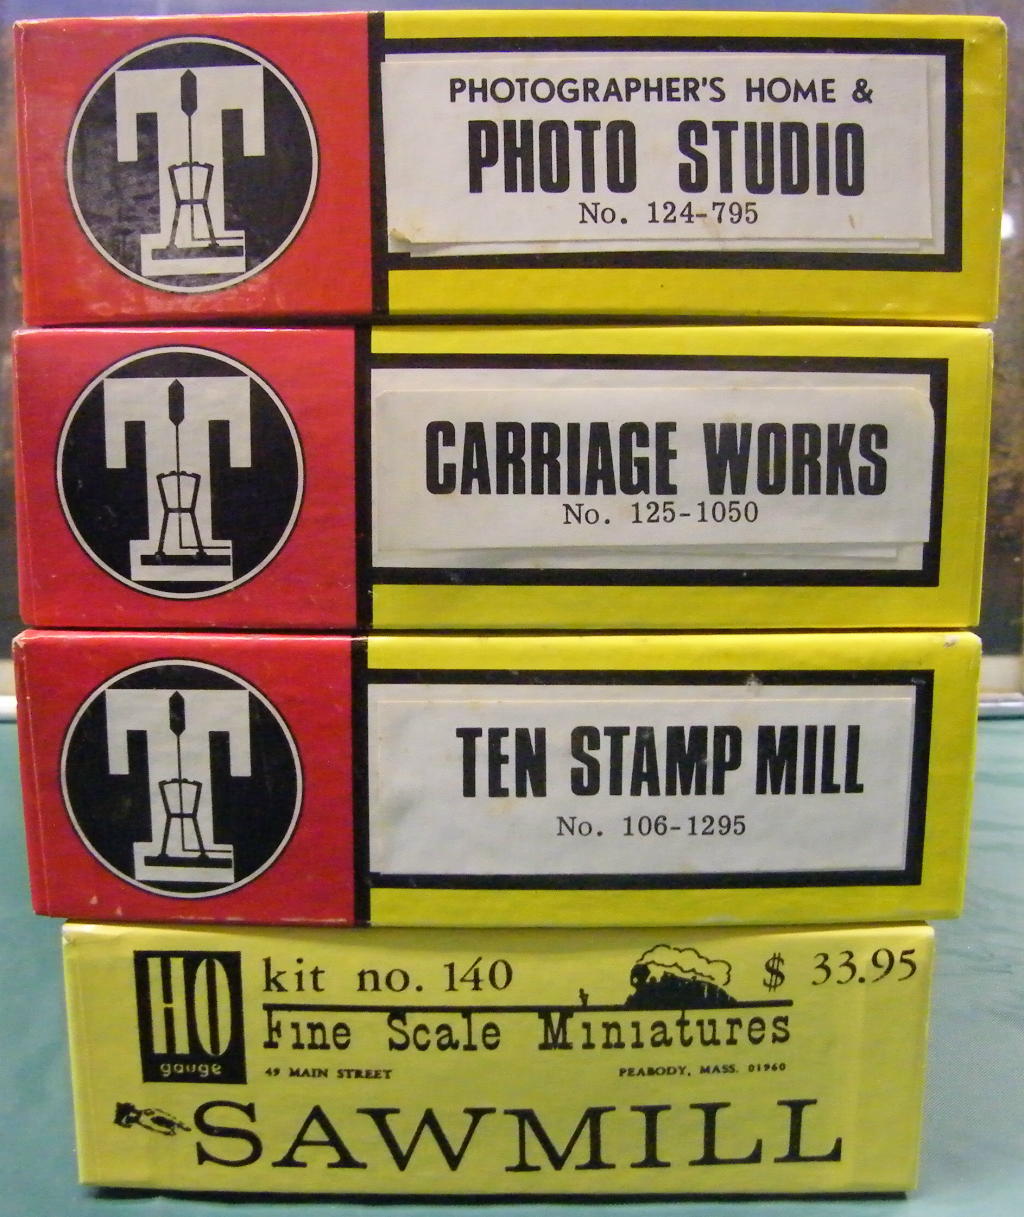 T
PHOTOGRAPHER'S HOME &
PHOTO STUDIO
No. 124-795
T
CARRIAGE WORKS
No. 125-1050
T
TEN STAMP MILL
No. 106-1295
HO
gauge
kit no. 140
$ 33.95
Fine Scale Miniatures
49 MAIN STREET
PEABODY, MASS. 01960
SAWMILL